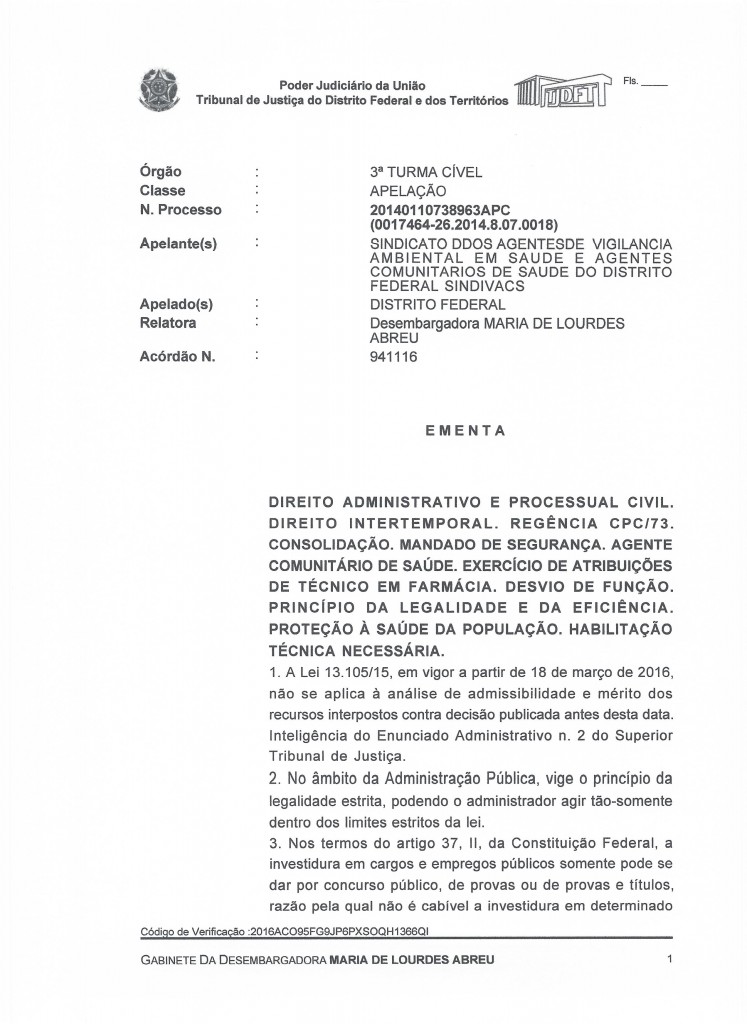 Poder Judiciário da União
Tribunal de Justiça do Distrito Federal e dos Territórios
TJDFT
Fls. ____
Órgão : 3ª TURMA CÍVEL
Classe : APELAÇÃO
N. Processo : 20140110738963APC
(0017464-26.2014.8.07.0018)
Apelante(s) : SINDICATO DDOS AGENTESDE VIGILANCIA
AMBIENTAL EM SAUDE E AGENTES
COMUNITARIOS DE SAUDE DO DISTRITO
FEDERAL SINDIVACS
Apelado(s) : DISTRITO FEDERAL
Relatora : Desembargadora MARIA DE LOURDES
ABREU
Acórdão N. : 941116
EMENTA
DIREITO ADMINISTRATIVO E PROCESSUAL CIVIL.
DIREITO INTERTEMPORAL. REGÊNCIA CPC/73.
CONSOLIDAÇÃO. MANDADO DE SEGURANÇA. AGENTE
COMUNITÁRIO DE SAÚDE. EXERCÍCIO DE ATRIBUIÇÕES
DE TÉCNICO EM FARMÁCIA. DESVIO DE FUNÇÃO.
PRINCÍPIO DA LEGALIDADE E DA EFICIÊNCIA.
PROTEÇÃO À SAÚDE DA POPULAÇÃO. HABILITAÇÃO
TÉCNICA NECESSÁRIA.
1. A Lei 13.105/15, em vigor a partir de 18 de março de 2016,
não se aplica à análise de admissibilidade e mérito dos
recursos interpostos contra decisão publicada antes desta data.
Inteligência do Enunciado Administrativo n. 2 do Superior
Tribunal de Justiça.
2. No âmbito da Administração Pública, vige o princípio da
legalidade estrita, podendo o administrador agir tão-somente
dentro dos limites estritos da lei.
3. Nos termos do artigo 37, II, da Constituição Federal, a
investidura em cargos e empregos públicos somente pode se
dar por concurso público, de provas ou de provas e títulos,
razão pela qual não é cabível a investidura em determinado
Código de Verificação :2016ACO95FG9JP6PXSOQH1366QI
GABINETE DA DESEMBARGADORA MARIA DE LOURDES ABREU 1